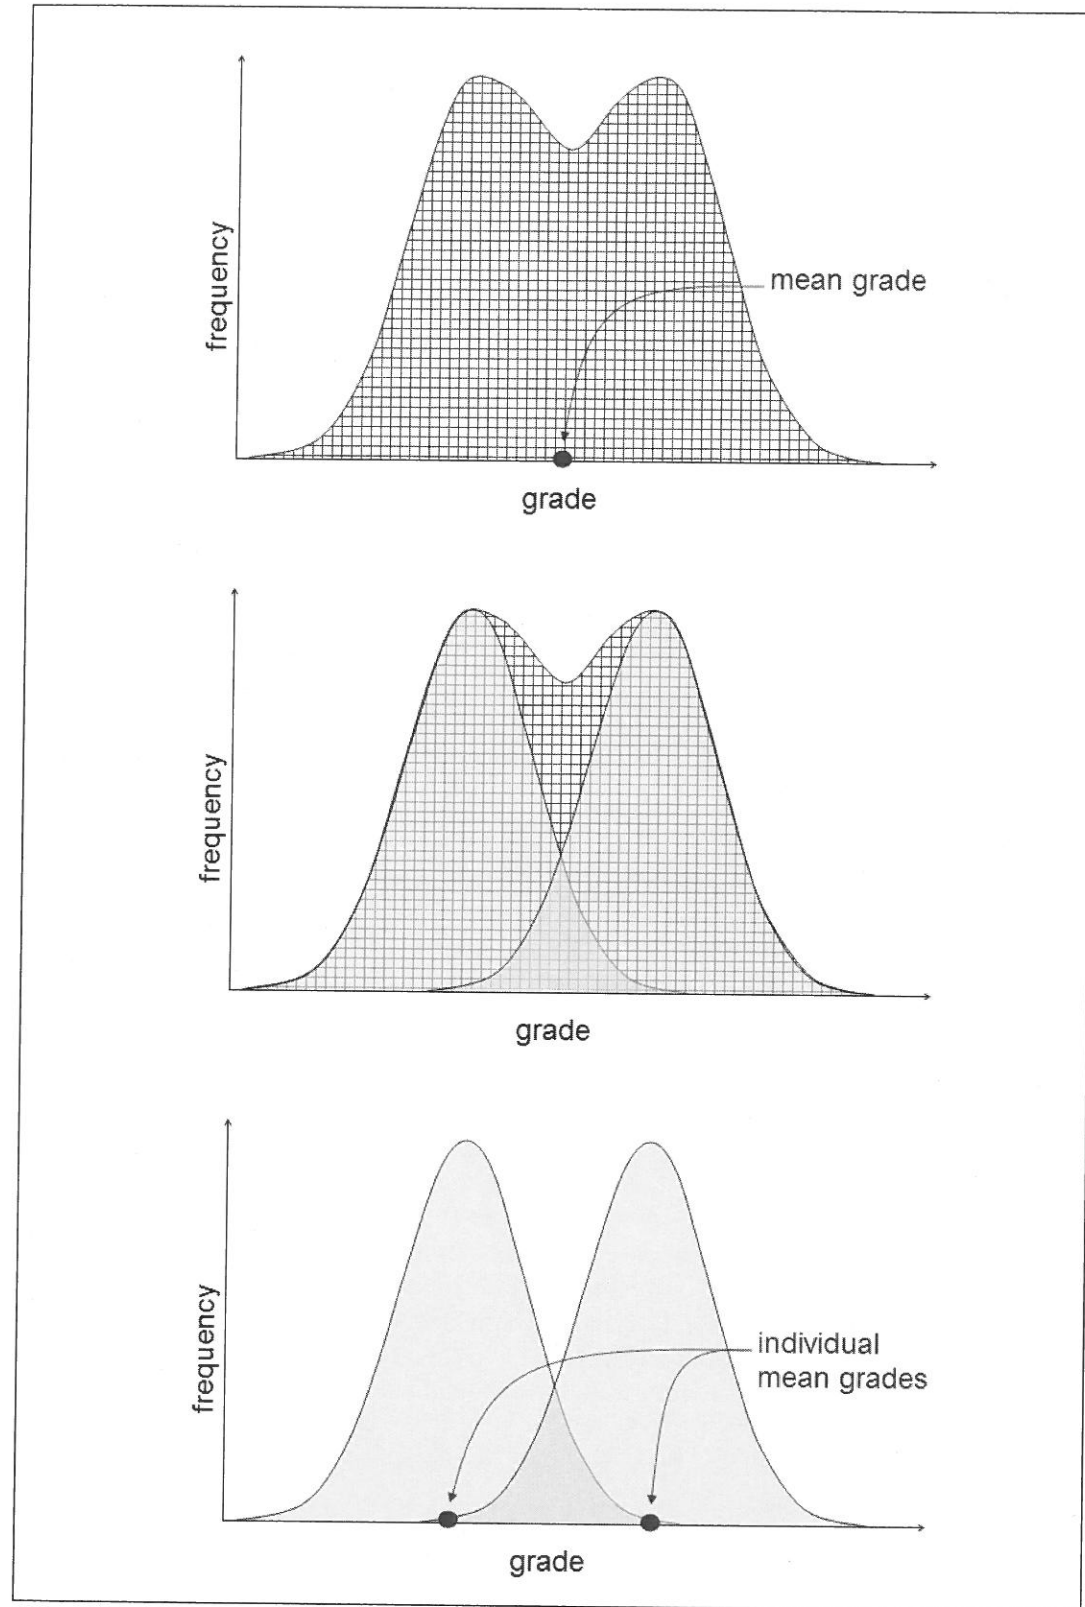 frequency
mean grade
grade
frequency
grade
frequency
individual
mean grades
grade